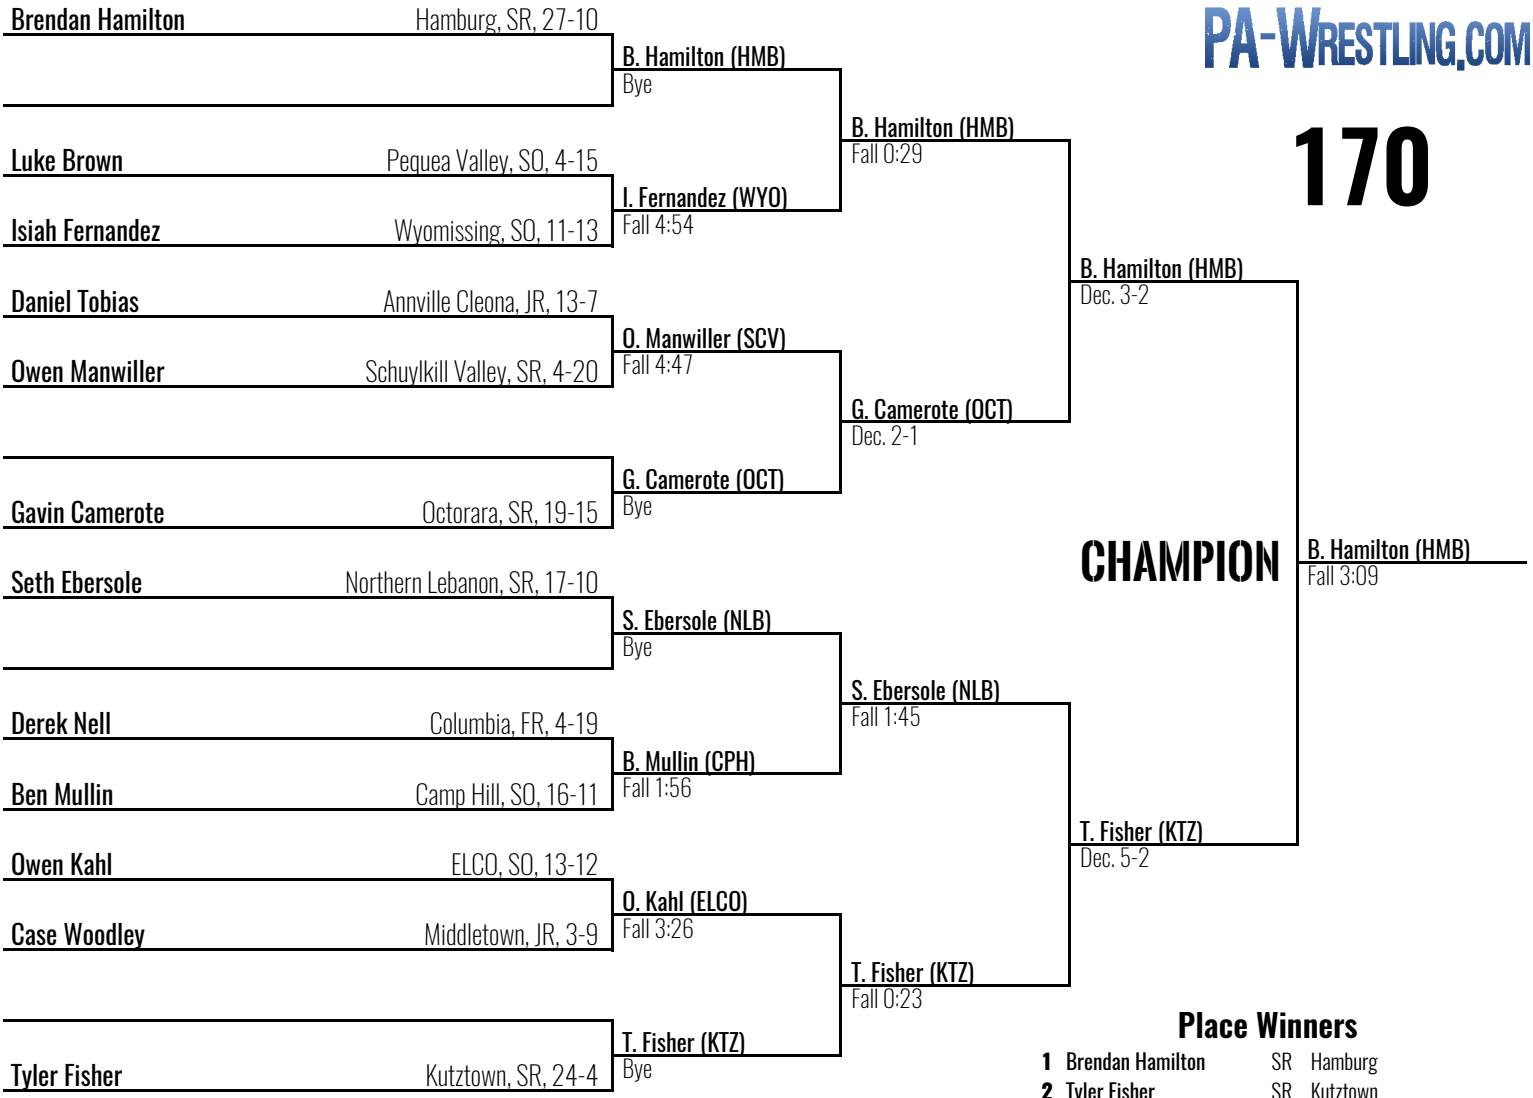 PA-WRESTLING.COM
170
Brendan Hamilton Hamburg, SR, 27-10
Luke Brown Pequea Valley, SO, 4-15
Isiah Fernandez Wyomissing, SO, 11-13
Daniel Tobias Annville Cleona, JR, 13-7
Owen Manwiller Schuylkill Valley, SR, 4-20
Gavin Camerote Octorara, SR, 19-15
Seth Ebersole Northern Lebanon, SR, 17-10
Derek Nell Columbia, FR, 4-19
Ben Mullin Camp Hill, SO, 16-11
Owen Kahl ELCO, SO, 13-12
Case Woodley Middletown, JR, 3-9
Tyler Fisher Kutztown, SR, 24-4
B. Hamilton (HMB)
Bye
I. Fernandez (WYO)
Fall 4:54
O. Manwiller (SCV)
Fall 4:47
G. Camerote (OCT)
Bye
S. Ebersole (NLB)
Bye
B. Mullin (CPH)
Fall 1:56
O. Kahl (ELCO)
Fall 3:26
T. Fisher (KTZ)
Bye
B. Hamilton (HMB)
Fall 0:29
G. Camerote (OCT)
Dec. 2-1
S. Ebersole (NLB)
Fall 1:45
T. Fisher (KTZ)
Fall 0:23
B. Hamilton (HMB)
Dec. 3-2
T. Fisher (KTZ)
Dec. 5-2
CHAMPION
B. Hamilton (HMB)
Fall 3:09
Place Winners
1 Brendan Hamilton SR Hamburg
2 Tyler Fisher SR Kutztown